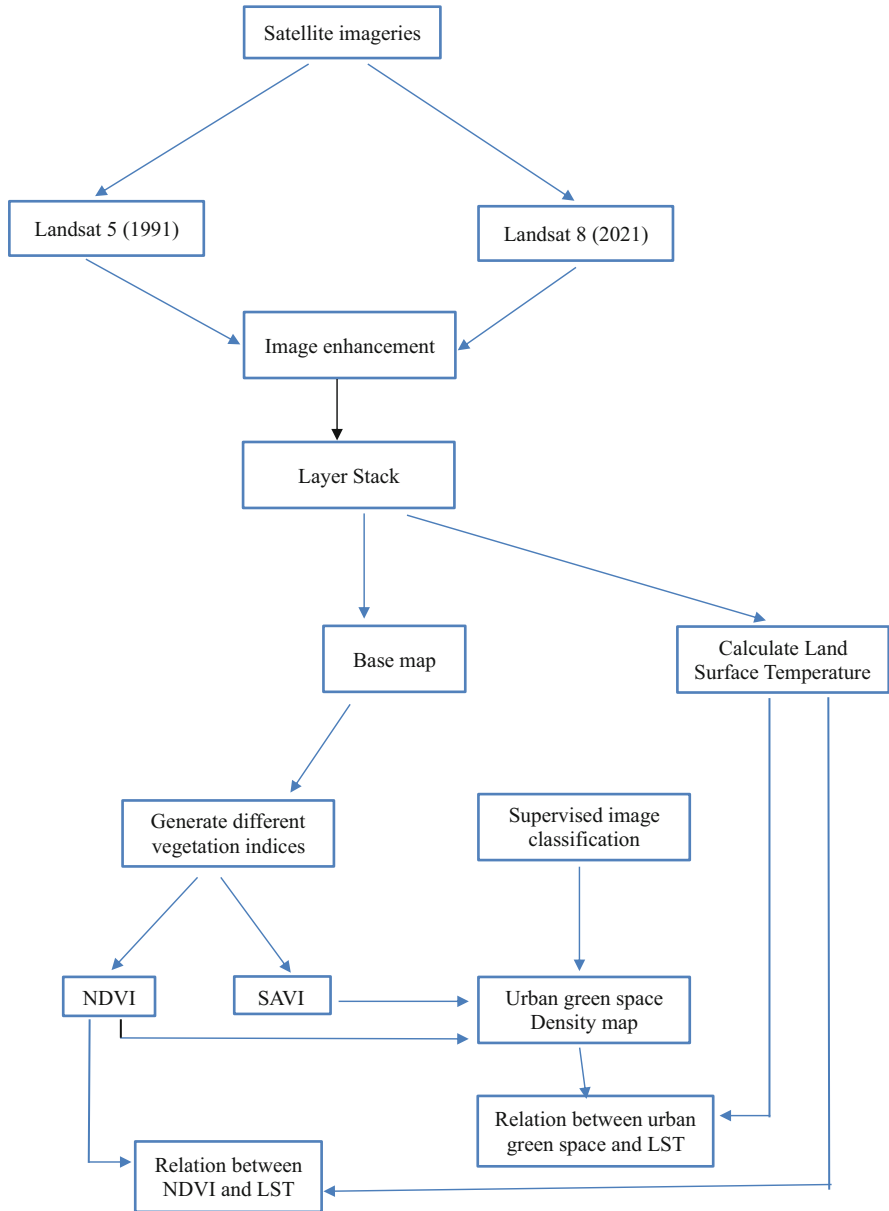 Satellite imageries
Landsat 5 (1991)
Landsat 8 (2021)
Image enhancement
Layer Stack
Base map
Calculate Land
Surface Temperature
Generate different
vegetation indices
Supervised image
classification
NDVI
SAVI
Urban green space
Density map
Relation between urban
green space and LST
Relation between
NDVI and LST